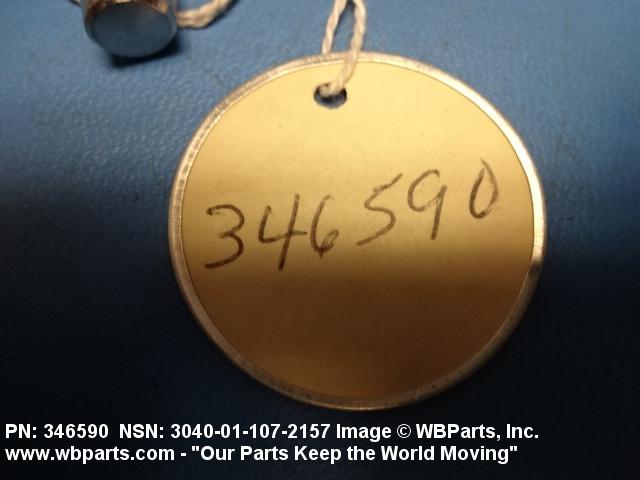 346590
PN: 346590 NSN: 3040-01-107-2157 Image © WBParts, Inc.
www.wbparts.com - "Our Parts Keep the World Moving"